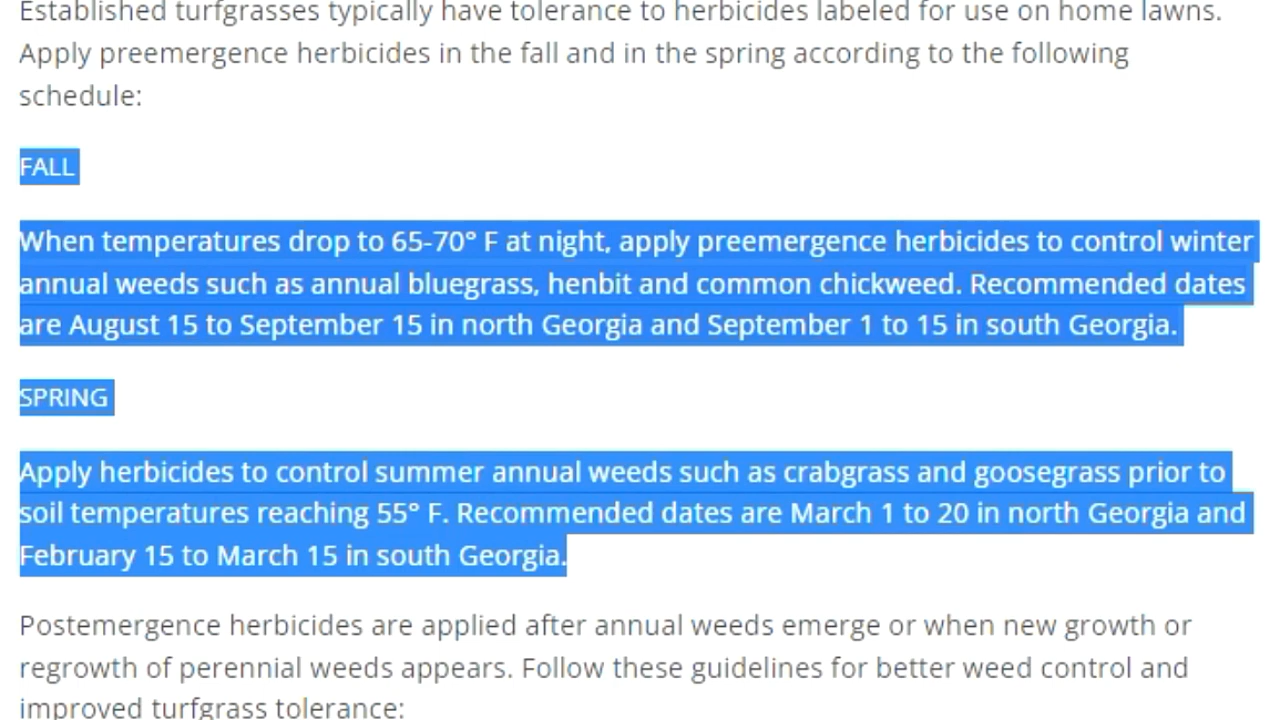 Established turfgrasses typically have tolerance to herbicides labeled for use on home lawns.
Apply preemergence herbicides in the fall and in the spring according to the following
schedule:
FALL
When temperatures drop to 65-70° F at night, apply preemergence herbicides to control winter
annual weeds such as annual bluegrass, henbit and common chickweed. Recommended dates
are August 15 to September 15 in north Georgia and September 1 to 15 in south Georgia.
SPRING
Apply herbicides to control summer annual weeds such as crabgrass and goosegrass prior to
soil temperatures reaching 55° F. Recommended dates are March 1 to 20 in north Georgia and
February 15 to March 15 in south Georgia.
Postemergence herbicides are applied after annual weeds emerge or when new growth or
regrowth of perennial weeds appears. Follow these guidelines for better weed control and
improved turfgrass tolerance: